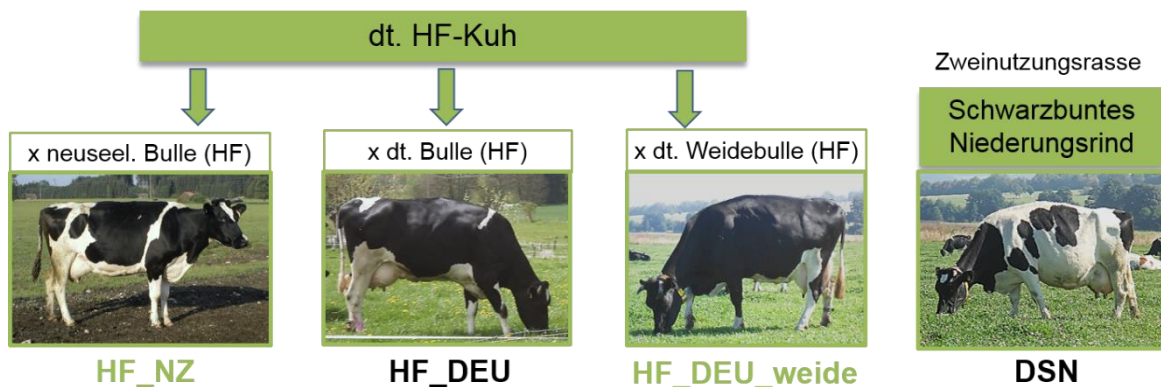 dt. HF-Kuh
Zweinutzungsrasse
Schwarzbuntes
Niederungsrind
x neuseel. Bulle (HF)
x dt. Bulle (HF)
x dt. Weidebulle (HF)
HF_NZ
HF_DEU
HF_DEU_weide
DSN